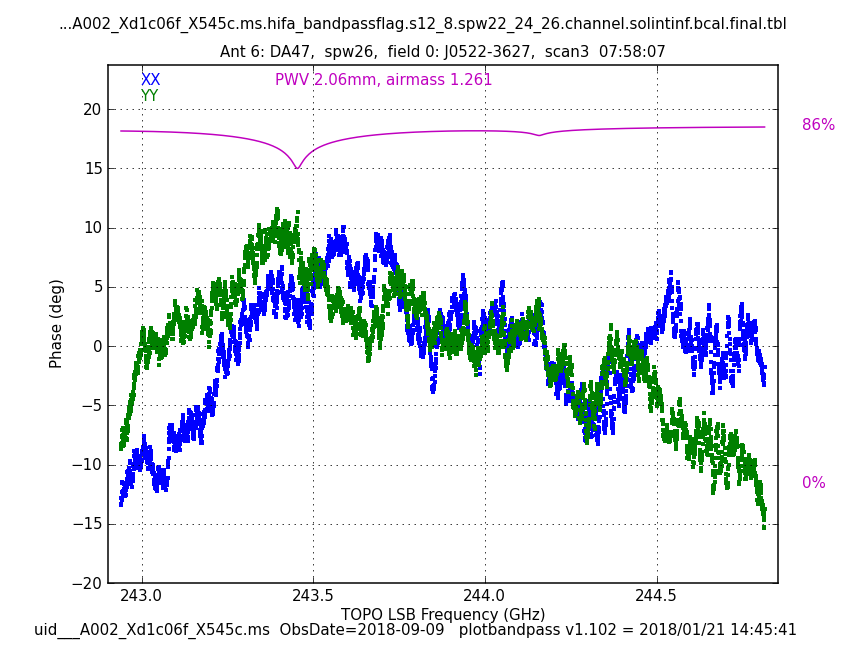 ...A002_Xd1c06f_X545c.ms.hifa_bandpassflag.s12_8.spw22_24_26.channel.solintinf.bcal.final.tbl
Ant 6: DA47,  spw26,  field 0: J0522-3627,  scan3  07:58:07
XX
PWV 2.06mm, airmass 1.261
YY
20
86%
15
10
5
0
Phase (deg)
−5
−10
0%
−15
−20
243.0
243.5
244.0
244.5
TOPO LSB Frequency (GHz)
uid___A002_Xd1c06f_X545c.ms  ObsDate=2018-09-09   plotbandpass v1.102 = 2018/01/21 14:45:41